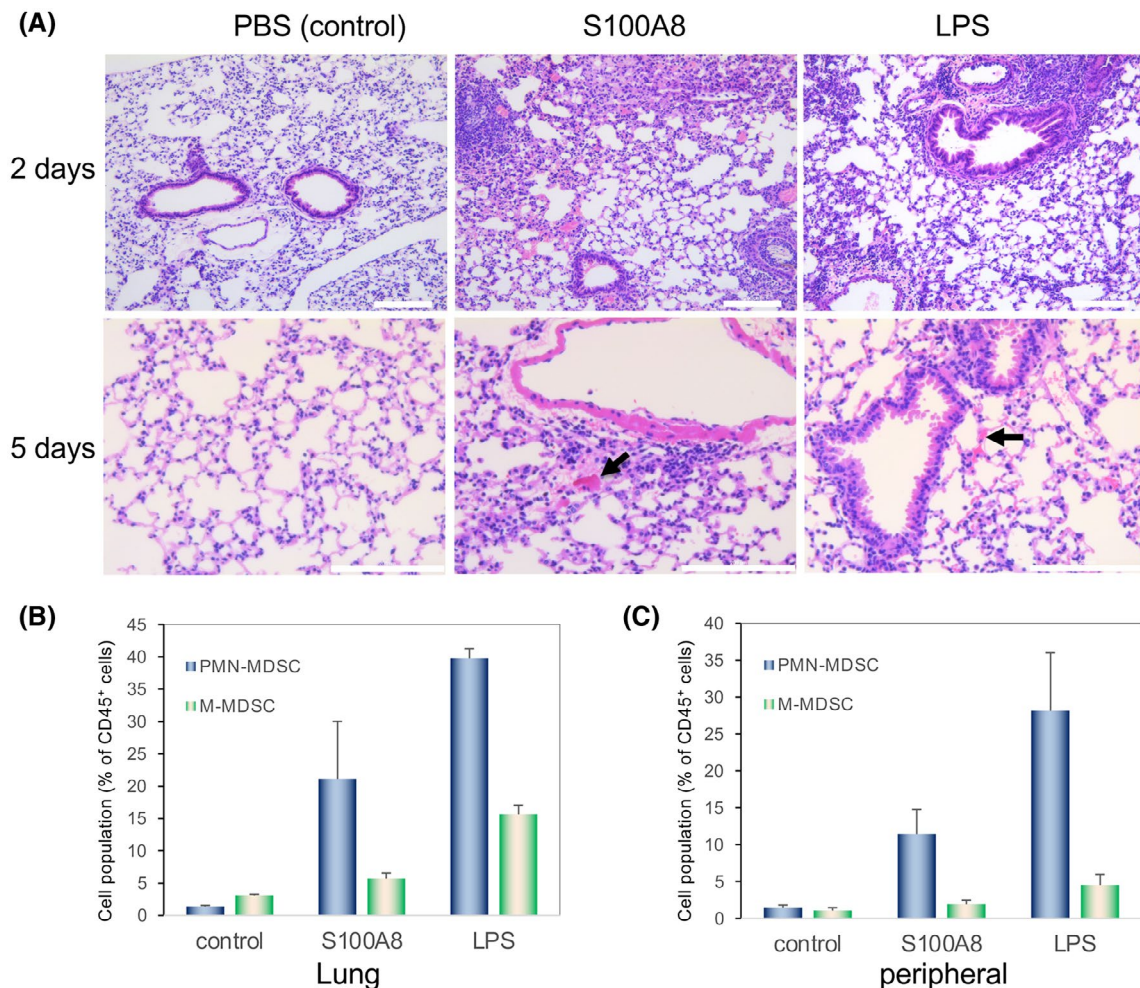 (A)
PBS (control) S100A8 LPS
2 days
5 days
(B)
Cell population (% of CD45⁺ cells)
45
40
35
30
25
20
15
10
5
0
PMN-MDSC
M-MDSC
control S100A8 LPS
Lung
(C)
Cell population (% of CD45⁺ cells)
40
35
30
25
20
15
10
5
0
PMN-MDSC
M-MDSC
control S100A8 LPS
peripheral